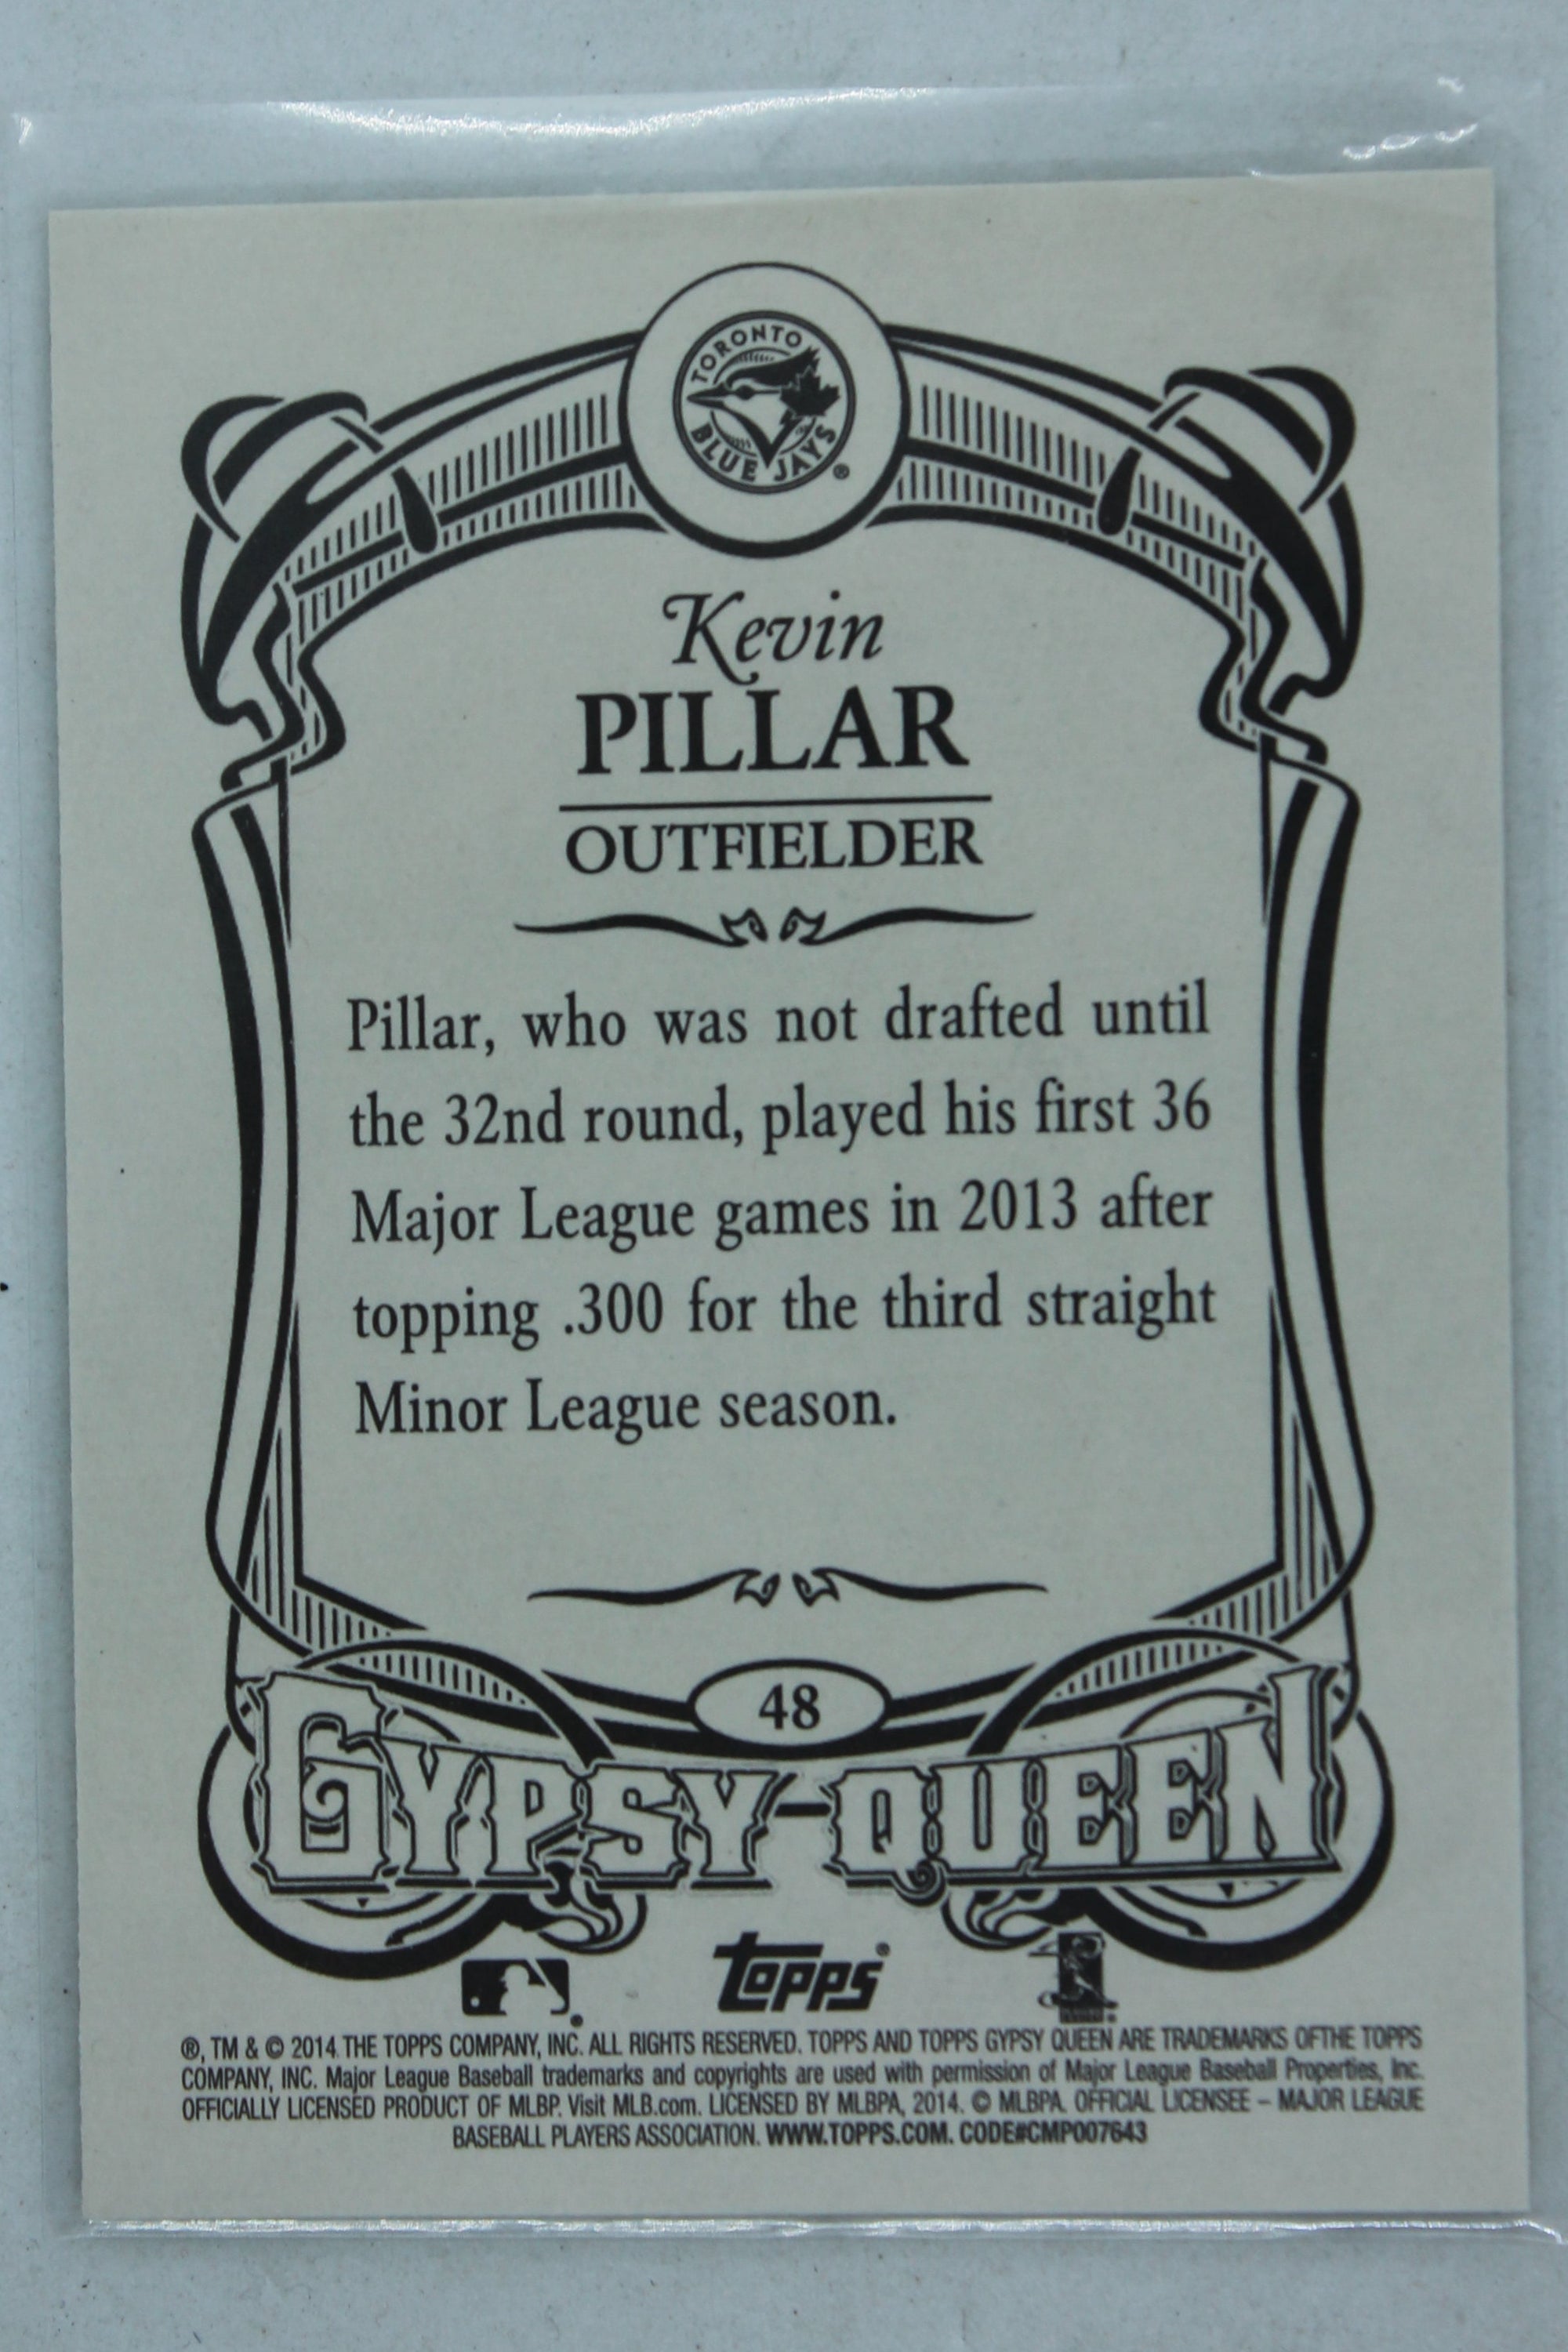 TORONTO
BLUE JAYS ®
Kevin
PILLAR
OUTFIELDER
Pillar, who was not drafted until
the 32nd round, played his first 36
Major League games in 2013 after
topping .300 for the third straight
Minor League season.
48
GYPSY-QUEEN
topps®
®, TM & © 2014 THE TOPPS COMPANY, INC. ALL RIGHTS RESERVED. TOPPS AND TOPPS GYPSY QUEEN ARE TRADEMARKS OFTHE TOPPS
COMPANY, INC. Major League Baseball trademarks and copyrights are used with permission of Major League Baseball Properties, Inc.
OFFICIALLY LICENSED PRODUCT OF MLBP. Visit MLB.com. LICENSED BY MLBPA, 2014. © MLBPA. OFFICIAL LICENSEE – MAJOR LEAGUE
BASEBALL PLAYERS ASSOCIATION. WWW.TOPPS.COM. CODE#CMP007643